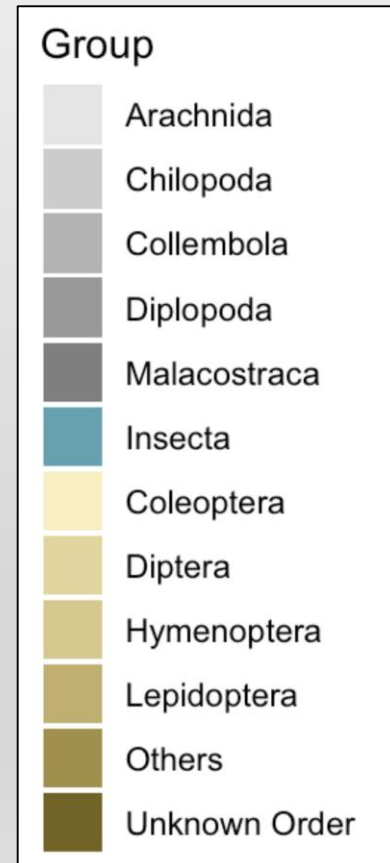 Group
Arachnida
Chilopoda
Collembola
Diplopoda
Malacostraca
Insecta
Coleoptera
Diptera
Hymenoptera
Lepidoptera
Others
Unknown Order